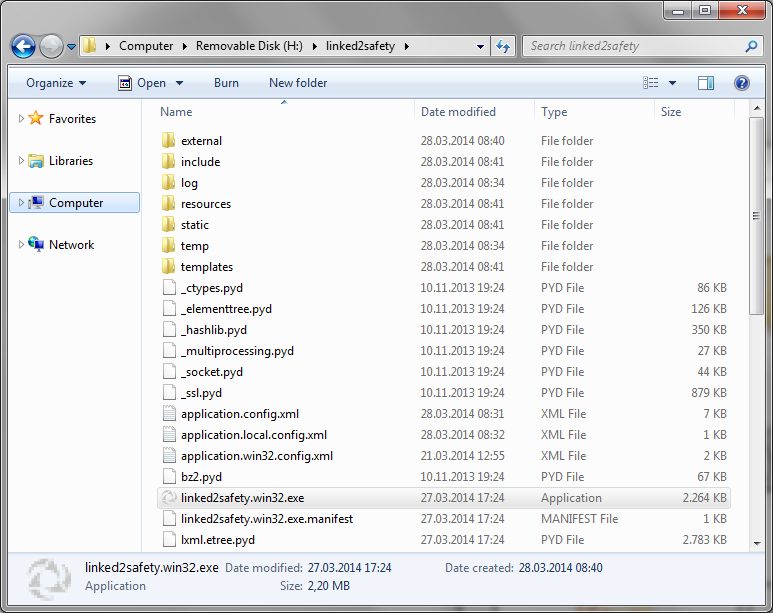 Computer Removable Disk (H:) linked2safety Search linked2safety
Organize Open Burn New folder
Name Date modified Type Size
Favorites
Libraries
Computer
Network
external 28.03.2014 08:40 File folder
include 28.03.2014 08:41 File folder
log 28.03.2014 08:34 File folder
resources 28.03.2014 08:41 File folder
static 28.03.2014 08:41 File folder
temp 28.03.2014 08:34 File folder
templates 28.03.2014 08:41 File folder
_ctypes.pyd 10.11.2013 19:24 PYD File 86 KB
_elementtree.pyd 10.11.2013 19:24 PYD File 126 KB
_hashlib.pyd 10.11.2013 19:24 PYD File 350 KB
_multiprocessing.pyd 10.11.2013 19:24 PYD File 27 KB
_socket.pyd 10.11.2013 19:24 PYD File 44 KB
_ssl.pyd 10.11.2013 19:24 PYD File 879 KB
application.config.xml 28.03.2014 08:31 XML File 7 KB
application.local.config.xml 28.03.2014 08:32 XML File 1 KB
application.win32.config.xml 21.03.2014 12:55 XML File 2 KB
bz2.pyd 10.11.2013 19:24 PYD File 67 KB
linked2safety.win32.exe 27.03.2014 17:24 Application 2.264 KB
linked2safety.win32.exe.manifest 27.03.2014 17:24 MANIFEST File 1 KB
lxml.etree.pyd 27.03.2014 17:24 PYD File 2.783 KB
linked2safety.win32.exe Date modified: 27.03.2014 17:24 Date created: 28.03.2014 08:40
Application Size: 2,20 MB